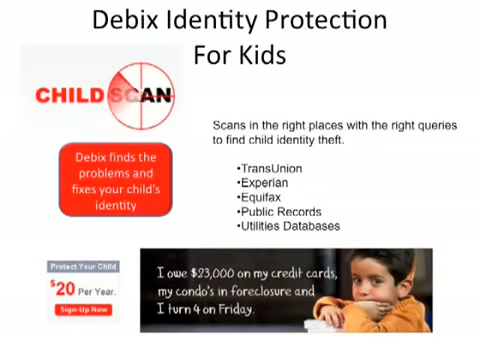 Debix Identity Protection
For Kids
CHILD SCAN
Scans in the right places with the right queries
to find child identity theft.
•TransUnion
•Experian
•Equifax
•Public Records
•Utilities Databases
Debix finds the
problems and
fixes your child's
identity
Protect Your Child
$20 Per Year.
Sign-Up Now
I owe $23,000 on my credit cards,
my condo's in foreclosure and
I turn 4 on Friday.